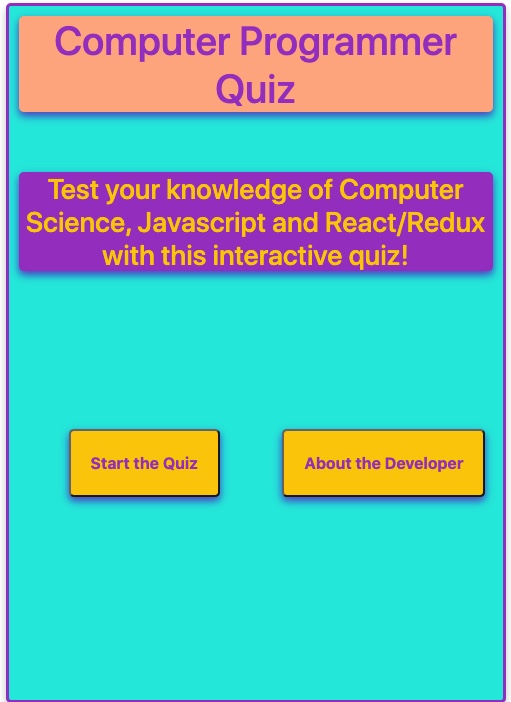 Computer Programmer
Quiz
Test your knowledge of Computer
Science, Javascript and React/Redux
with this interactive quiz!
Start the Quiz
About the Developer